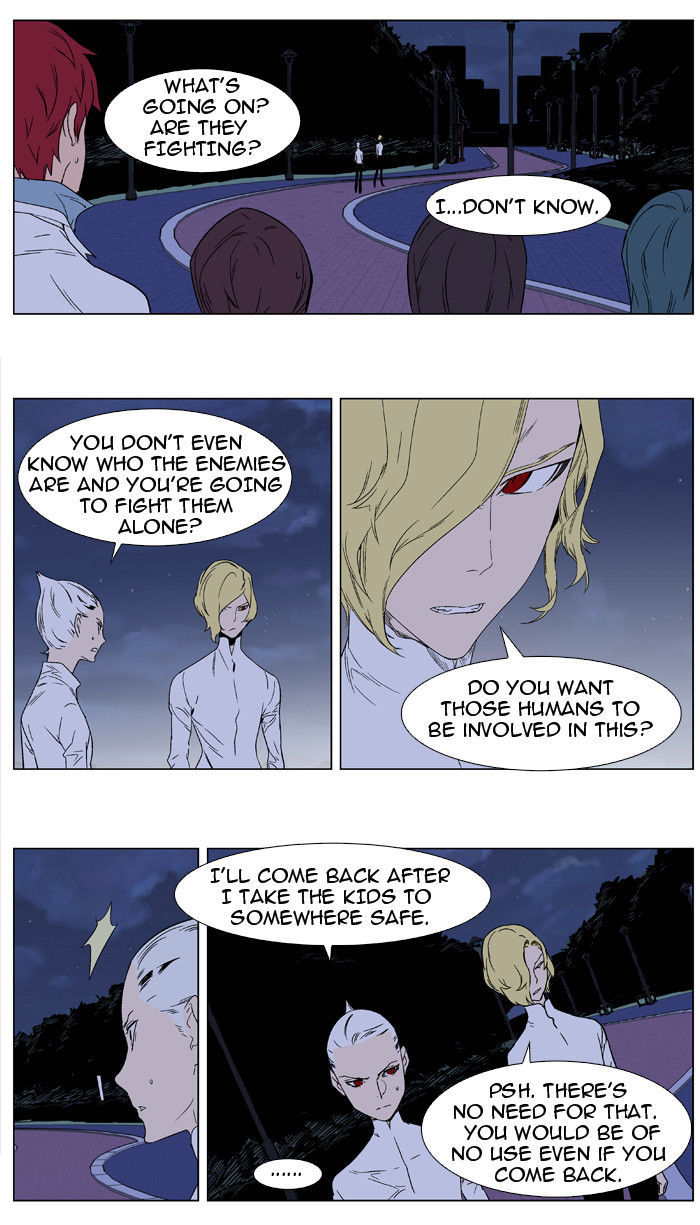 WHAT'S
GOING ON?
ARE THEY
FIGHTING?
I...DON'T KNOW.
YOU DON'T EVEN
KNOW WHO THE ENEMIES
ARE AND YOU'RE GOING
TO FIGHT THEM
ALONE?
DO YOU WANT
THOSE HUMANS TO
BE INVOLVED IN THIS?
I'LL COME BACK AFTER
I TAKE THE KIDS TO
SOMEWHERE SAFE.
PSH. THERE'S
NO NEED FOR THAT.
YOU WOULD BE OF
NO USE EVEN IF YOU
COME BACK.
......